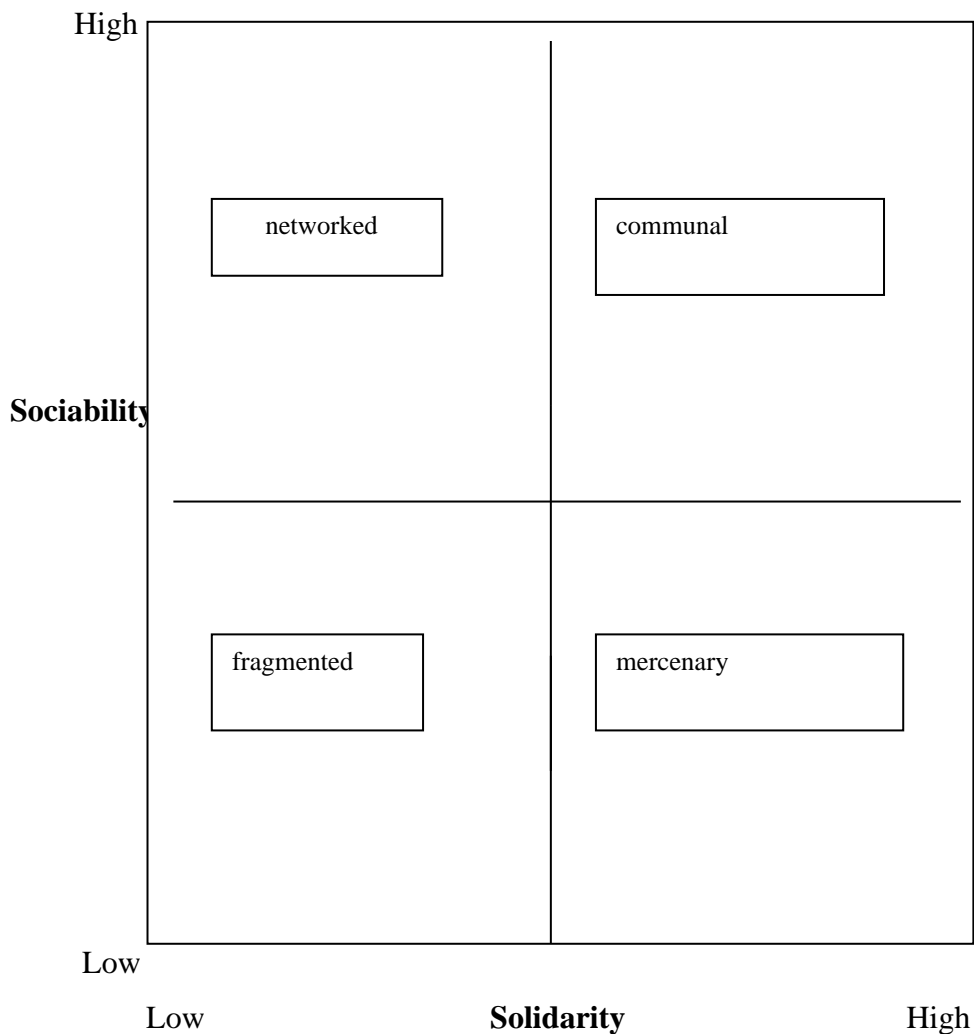 High
networked communal
Sociability
fragmented mercenary
Low
Low Solidarity High